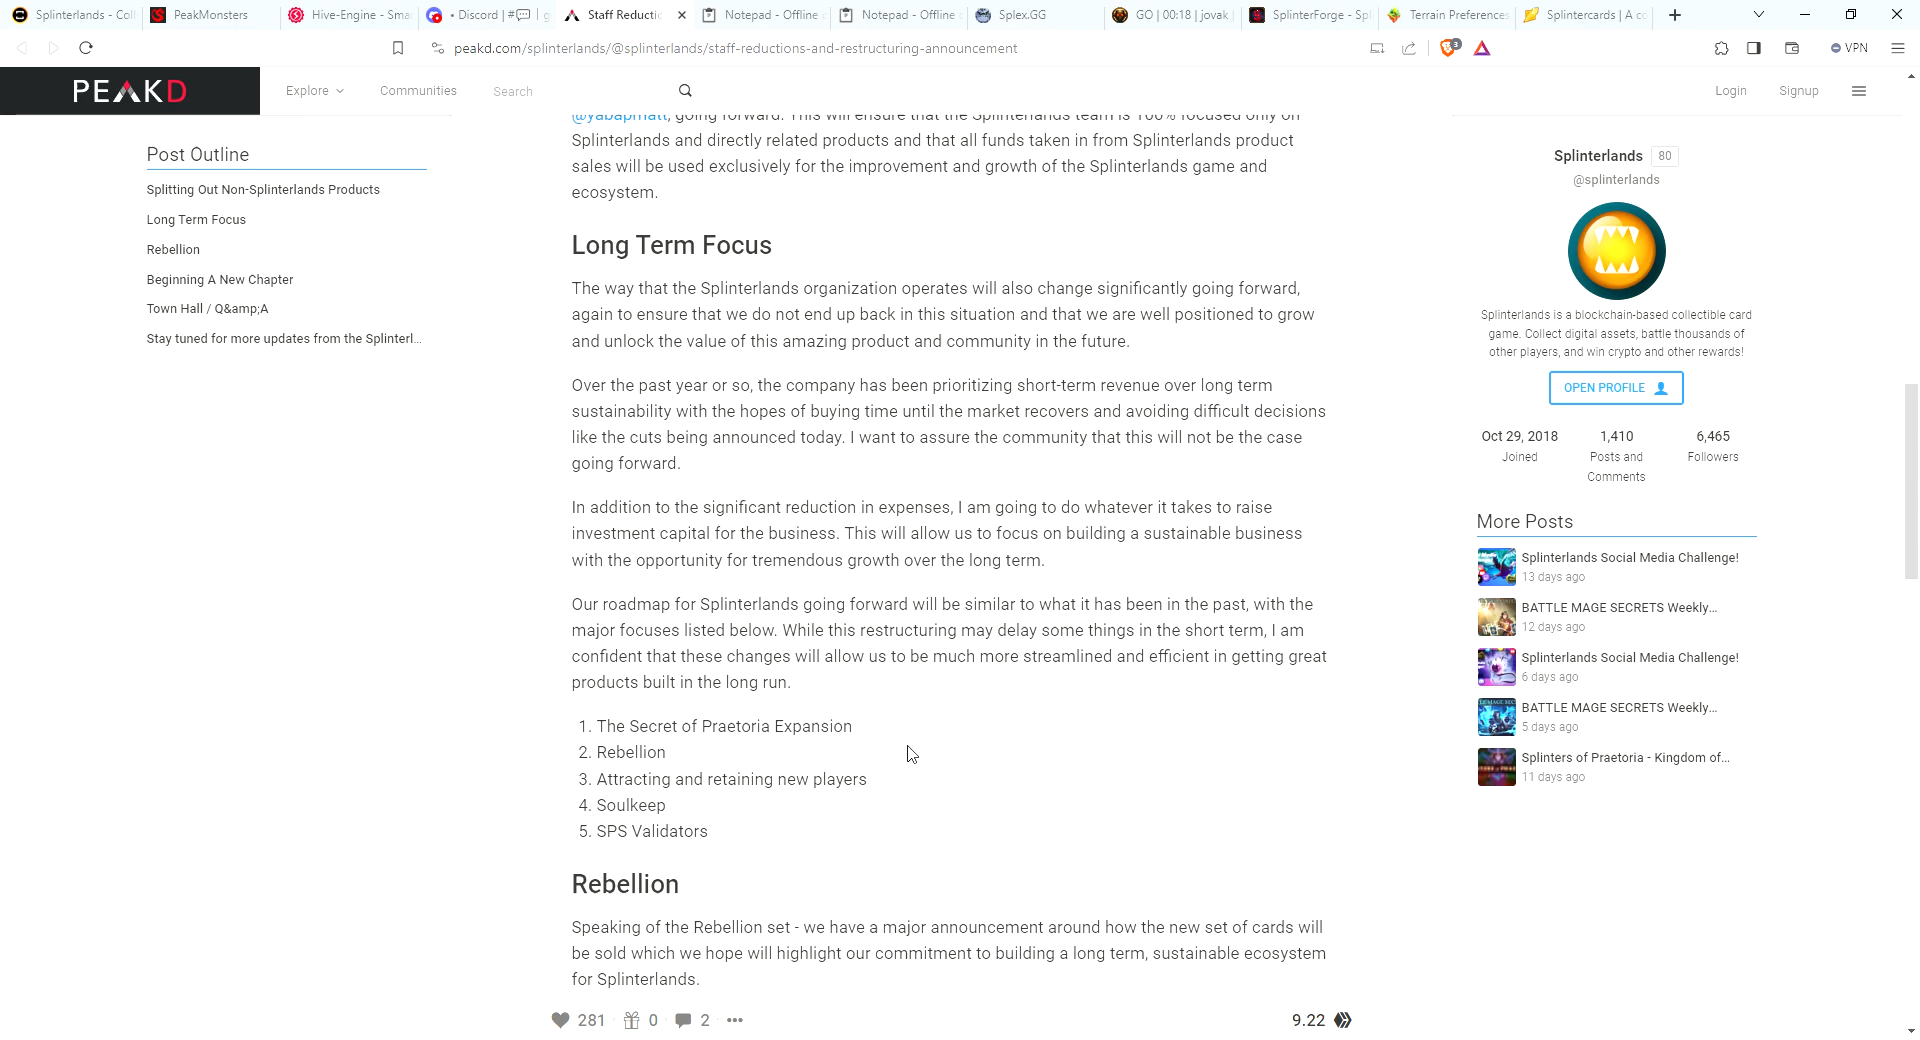 Splinterlands - Coll
PeakMonsters
Hive-Engine - Sma
• Discord | #💬 | g
Staff Reducti
Notepad - Offline
Notepad - Offline
Splex.GG
GO | 00:18 | jovak
SplinterForge - Spl
Terrain Preferences
Splintercards | A co
peakd.com/splinterlands/@splinterlands/staff-reductions-and-restructuring-announcement
3
VPN
PEAKD
Explore
Communities
Search
Login
Signup
Post Outline
Splitting Out Non-Splinterlands Products
Long Term Focus
Rebellion
Beginning A New Chapter
Town Hall / Q&amp;A
Stay tuned for more updates from the Splinterl...
@yabapmatt, going forward. This will ensure that the Splinterlands team is 100% focused only on
Splinterlands and directly related products and that all funds taken in from Splinterlands product
sales will be used exclusively for the improvement and growth of the Splinterlands game and
ecosystem.
Long Term Focus
The way that the Splinterlands organization operates will also change significantly going forward,
again to ensure that we do not end up back in this situation and that we are well positioned to grow
and unlock the value of this amazing product and community in the future.
Over the past year or so, the company has been prioritizing short-term revenue over long term
sustainability with the hopes of buying time until the market recovers and avoiding difficult decisions
like the cuts being announced today. I want to assure the community that this will not be the case
going forward.
In addition to the significant reduction in expenses, I am going to do whatever it takes to raise
investment capital for the business. This will allow us to focus on building a sustainable business
with the opportunity for tremendous growth over the long term.
Our roadmap for Splinterlands going forward will be similar to what it has been in the past, with the
major focuses listed below. While this restructuring may delay some things in the short term, I am
confident that these changes will allow us to be much more streamlined and efficient in getting great
products built in the long run.
1. The Secret of Praetoria Expansion
2. Rebellion
3. Attracting and retaining new players
4. Soulkeep
5. SPS Validators
Rebellion
Speaking of the Rebellion set - we have a major announcement around how the new set of cards will
be sold which we hope will highlight our commitment to building a long term, sustainable ecosystem
for Splinterlands.
281
0
2
9.22
Splinterlands 80
@splinterlands
Splinterlands is a blockchain-based collectible card
game. Collect digital assets, battle thousands of
other players, and win crypto and other rewards!
OPEN PROFILE
Oct 29, 2018 1,410 6,465
Joined Posts and Followers
Comments
More Posts
Splinterlands Social Media Challenge!
13 days ago
BATTLE MAGE SECRETS Weekly...
12 days ago
Splinterlands Social Media Challenge!
6 days ago
BATTLE MAGE SECRETS Weekly...
5 days ago
Splinters of Praetoria - Kingdom of...
11 days ago